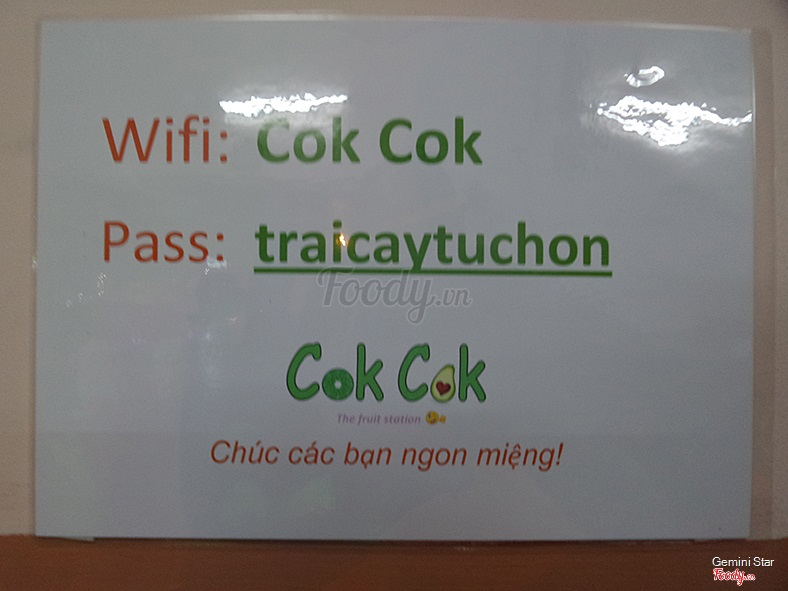 Wifi: Cok Cok
Pass: traicaytuchon
Foody.vn
Cok Cok
The fruit station
Chúc các bạn ngon miệng!
Gemini Star
Foody.vn